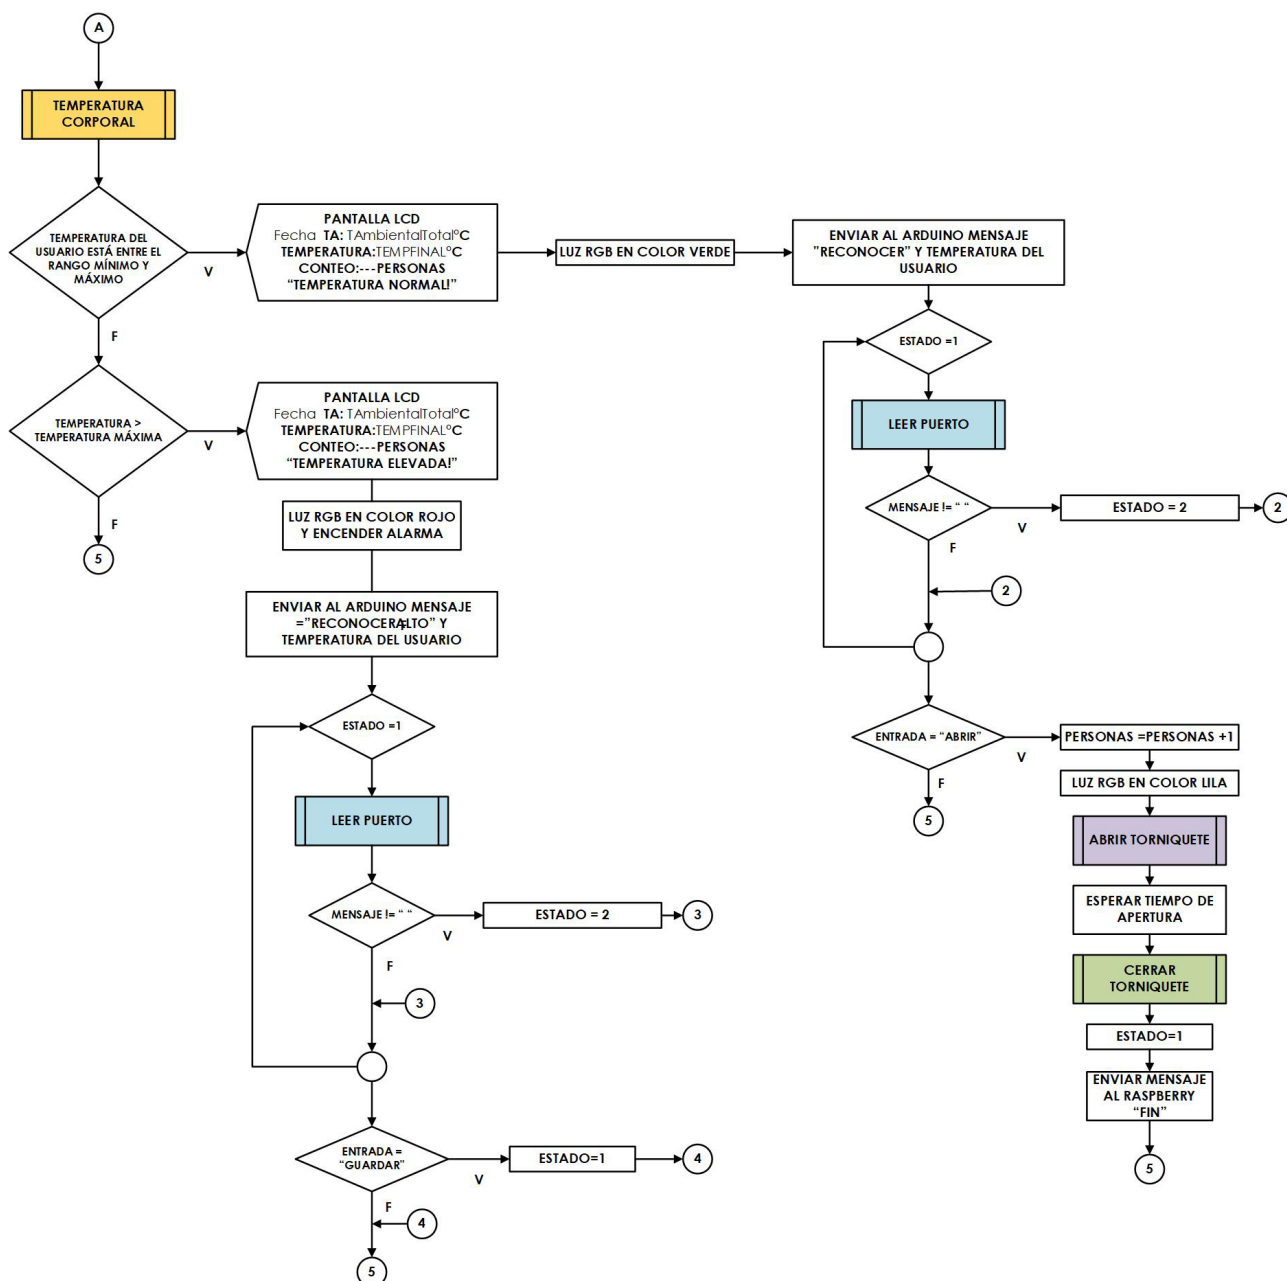 A
TEMPERATURA
CORPORAL
TEMPERATURA DEL
USUARIO ESTÁ ENTRE EL
RANGO MÍNIMO Y
MÁXIMO
V
F
PANTALLA LCD
Fecha TA: TAmbientalTotalºC
TEMPERATURA:TEMPFINALºC
CONTEO:---PERSONAS
“TEMPERATURA NORMAL!”
LUZ RGB EN COLOR VERDE
ENVIAR AL ARDUINO MENSAJE
”RECONOCER” Y TEMPERATURA DEL
USUARIO
TEMPERATURA >
TEMPERATURA MÁXIMA
V
F
5
PANTALLA LCD
Fecha TA: TAmbientalTotalºC
TEMPERATURA:TEMPFINALºC
CONTEO:---PERSONAS
“TEMPERATURA ELEVADA!”
LUZ RGB EN COLOR ROJO
Y ENCENDER ALARMA
ENVIAR AL ARDUINO MENSAJE
=”RECONOCERALTO” Y
TEMPERATURA DEL USUARIO
ESTADO =1
LEER PUERTO
MENSAJE != “ “
V
ESTADO = 2
3
F
3
ENTRADA =
“GUARDAR”
V
ESTADO=1
4
F
4
5
ESTADO =1
LEER PUERTO
MENSAJE != “ “
V
ESTADO = 2
2
F
2
ENTRADA = “ABRIR”
V
F
5
PERSONAS =PERSONAS +1
LUZ RGB EN COLOR LILA
ABRIR TORNIQUETE
ESPERAR TIEMPO DE
APERTURA
CERRAR
TORNIQUETE
ESTADO=1
ENVIAR MENSAJE
AL RASPBERRY
“FIN”
5